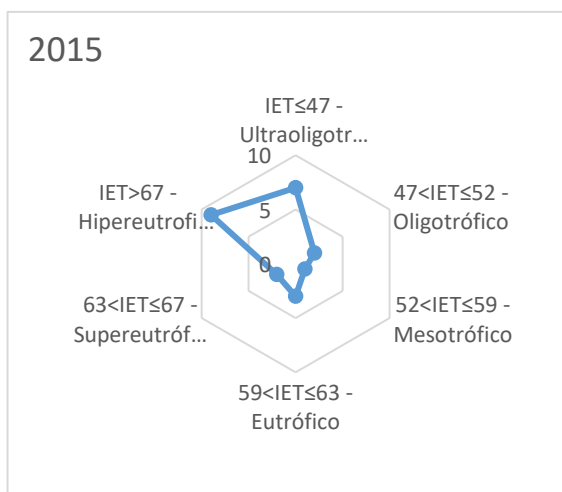 2015
IET≤47 -
Ultraoligotr...
10
5
0
47<IET≤52 -
Oligotrófico
52<IET≤59 -
Mesotrófico
59<IET≤63 -
Eutrófico
63<IET≤67 -
Supereutróf...
IET>67 -
Hipereutrofi...